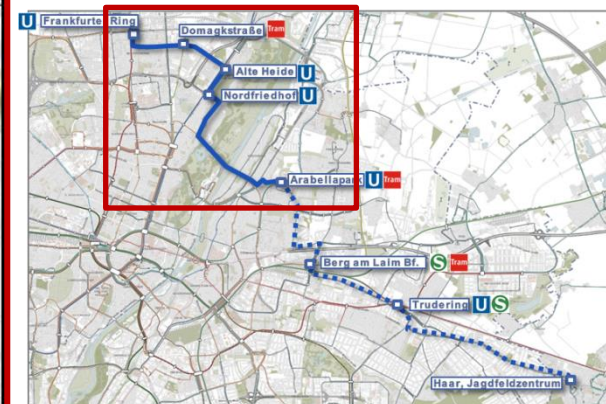 U Frankfurter Ring
Domagkstraße Tram
Alte Heide U
Nordfriedhof U
Arabellapark U Tram
Berg am Laim Bf. S Tram
Trudering U S
Haar, Jagdfeldzentrum